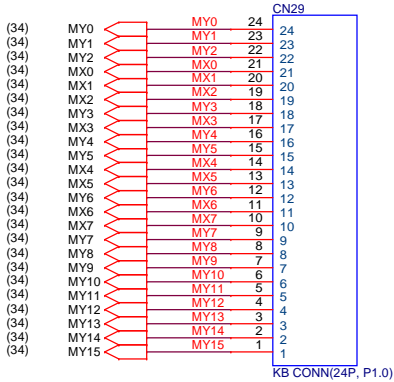 CN29
(34) MY0 MY0 24 24
(34) MY1 MY1 23 23
(34) MY2 MY2 22 22
(34) MX0 MX0 21 21
(34) MX1 MX1 20 20
(34) MX2 MX2 19 19
(34) MY3 MY3 18 18
(34) MX3 MX3 17 17
(34) MY4 MY4 16 16
(34) MY5 MY5 15 15
(34) MX4 MX4 14 14
(34) MX5 MX5 13 13
(34) MY6 MY6 12 12
(34) MX6 MX6 11 11
(34) MX7 MX7 10 10
(34) MY7 MY7 9 9
(34) MY8 MY8 8 8
(34) MY9 MY9 7 7
(34) MY10 MY10 6 6
(34) MY11 MY11 5 5
(34) MY12 MY12 4 4
(34) MY13 MY13 3 3
(34) MY14 MY14 2 2
(34) MY15 MY15 1 1
KB CONN(24P, P1.0)